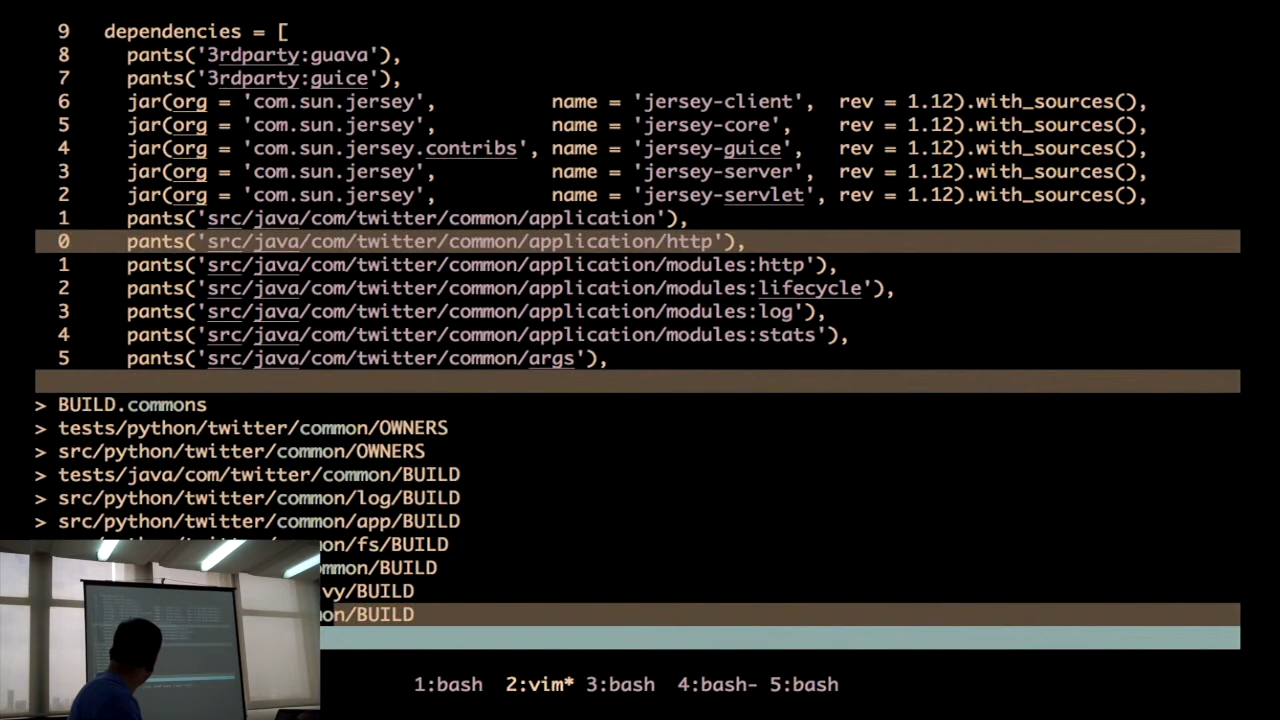 9 dependencies = [
8 pants('3rdparty:guava'),
7 pants('3rdparty:guice'),
6 jar(org = 'com.sun.jersey', name = 'jersey-client', rev = 1.12).with_sources(),
5 jar(org = 'com.sun.jersey', name = 'jersey-core', rev = 1.12).with_sources(),
4 jar(org = 'com.sun.jersey.contribs', name = 'jersey-guice', rev = 1.12).with_sources(),
3 jar(org = 'com.sun.jersey', name = 'jersey-server', rev = 1.12).with_sources(),
2 jar(org = 'com.sun.jersey', name = 'jersey-servlet', rev = 1.12).with_sources(),
1 pants('src/java/com/twitter/common/application'),
0 pants('src/java/com/twitter/common/application/http'),
1 pants('src/java/com/twitter/common/application/modules:http'),
2 pants('src/java/com/twitter/common/application/modules:lifecycle'),
3 pants('src/java/com/twitter/common/application/modules:log'),
4 pants('src/java/com/twitter/common/application/modules:stats'),
5 pants('src/java/com/twitter/common/args'),
> BUILD.commons
> tests/python/twitter/common/OWNERS
> src/python/twitter/common/OWNERS
> tests/java/com/twitter/common/BUILD
> src/python/twitter/common/log/BUILD
> src/python/twitter/common/app/BUILD
on/fs/BUILD
mmon/BUILD
vy/BUILD
on/BUILD
1:bash 2:vim* 3:bash 4:bash- 5:bash